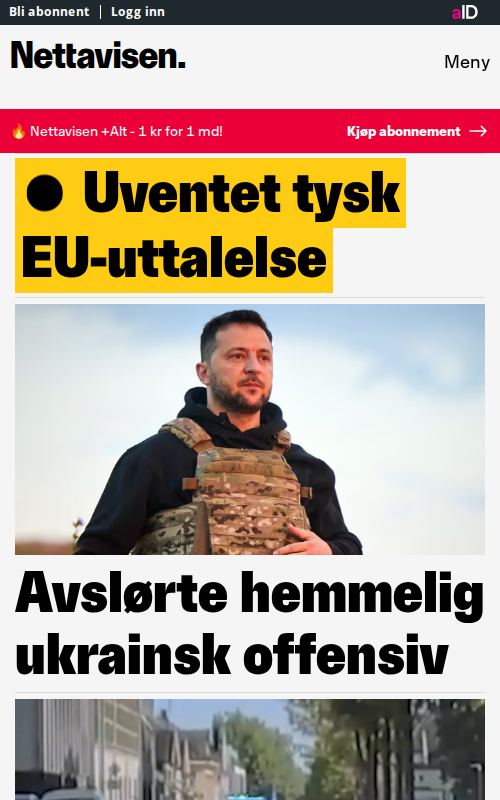 Bli abonnent | Logg inn
aID
Nettavisen.
Meny
🔥 Nettavisen +Alt - 1 kr for 1 md!
Kjøp abonnement →
● Uventet tysk
EU-uttalelse
Avslørte hemmelig
ukrainsk offensiv